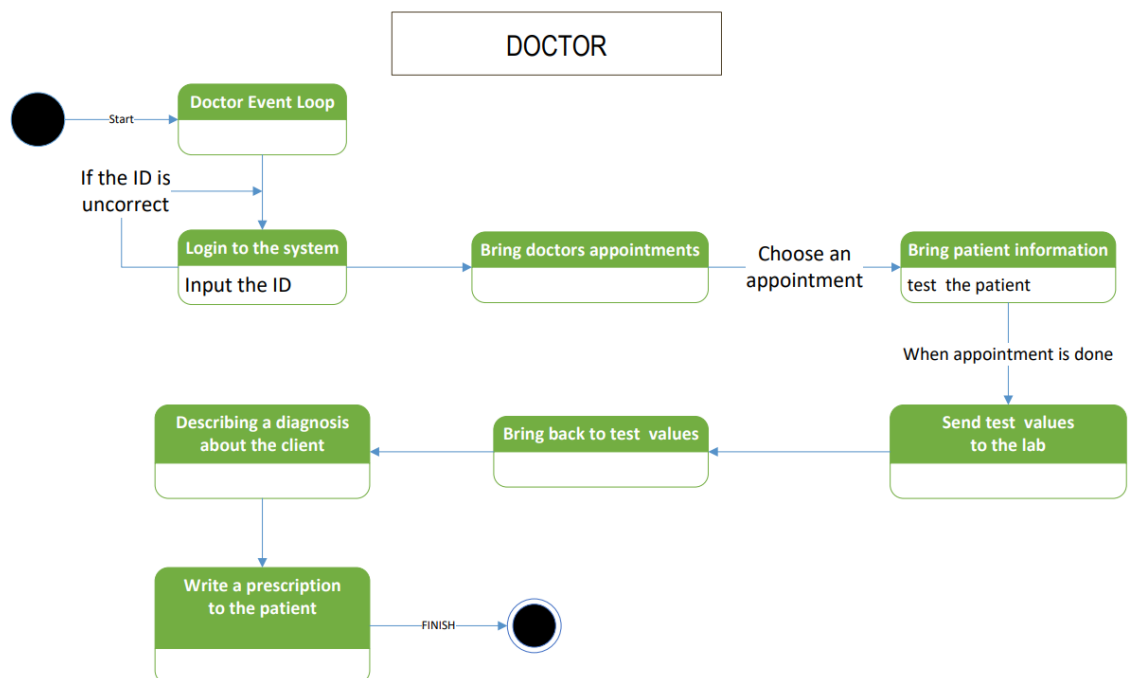 DOCTOR
Doctor Event Loop
Start
If the ID is
uncorrect
Login to the system
Input the ID
Bring doctors appointments
Choose an
appointment
Bring patient information
test the patient
When appointment is done
Send test values
to the lab
Bring back to test values
Describing a diagnosis
about the client
Write a prescription
to the patient
FINISH